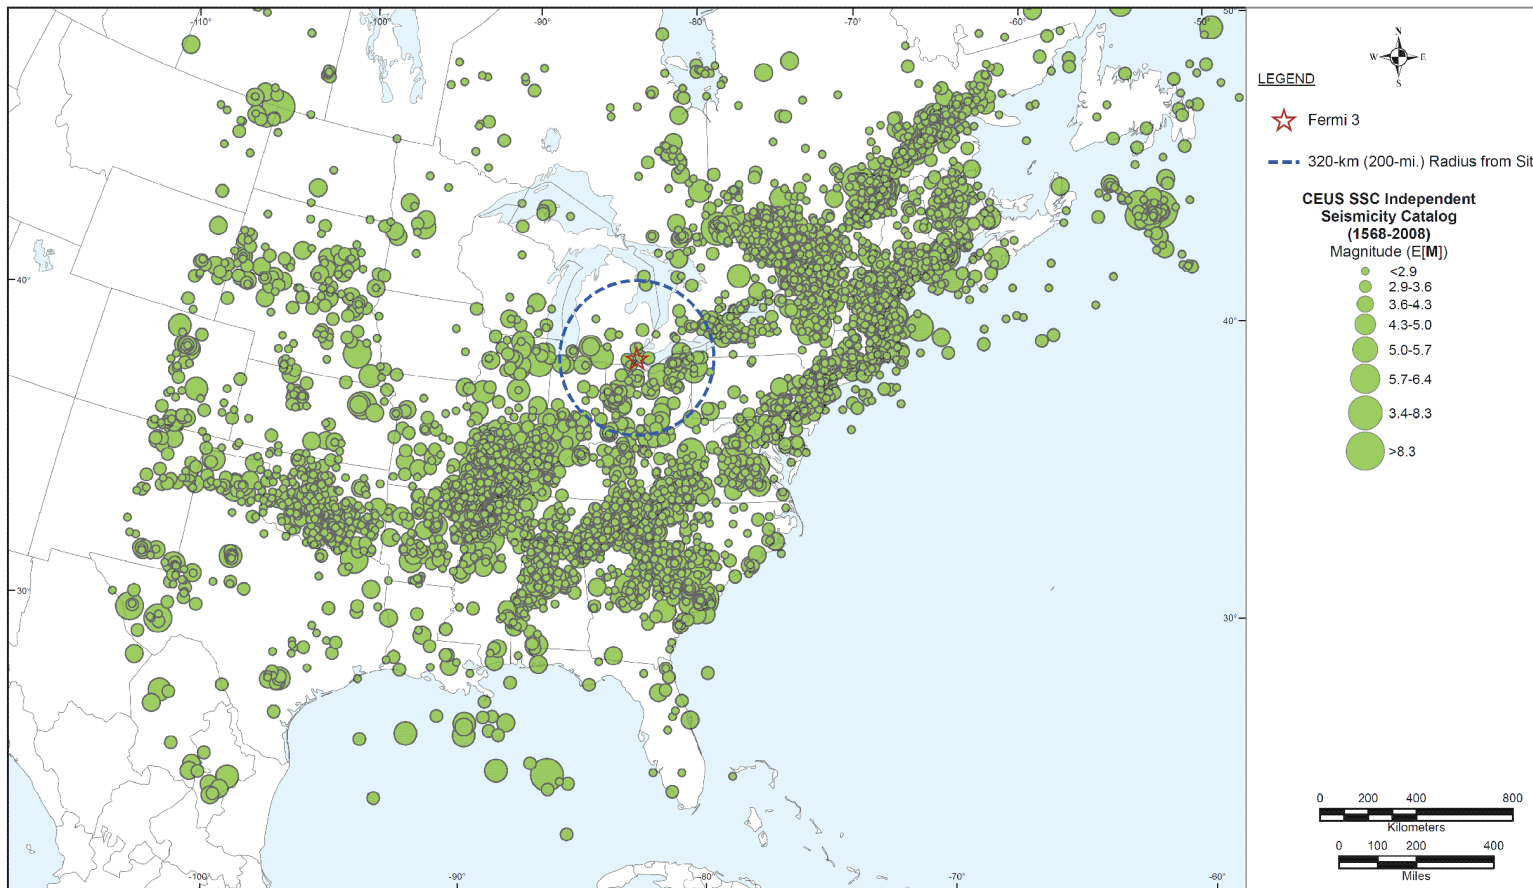 -110°
-100°
-90°
-80°
-70°
-60°
-50°
50°
40°
40°
30°
30°
-100°
-90°
-80°
-70°
-60°
N
W E
S
LEGEND
Fermi 3
320-km (200-mi.) Radius from Sit
CEUS SSC Independent
Seismicity Catalog
(1568-2008)
Magnitude (E[M])
<2.9
2.9-3.6
3.6-4.3
4.3-5.0
5.0-5.7
5.7-6.4
3.4-8.3
>8.3
0 200 400 800
Kilometers
0 100 200 400
Miles